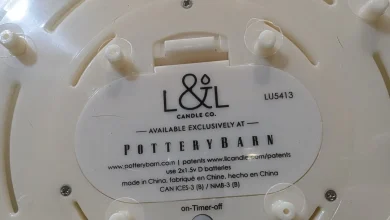 L&L
CANDLE CO.
LU5413
AVAILABLE EXCLUSIVELY AT
POTTERYBARN
www.potterybarn.com | patents www.llcandle.com/patents
use 2x1.5v D batteries
made in China, fabriqué en Chine, hecho en China
CAN ICES-3 (B) / NMB-3 (B)
on-Timer-off